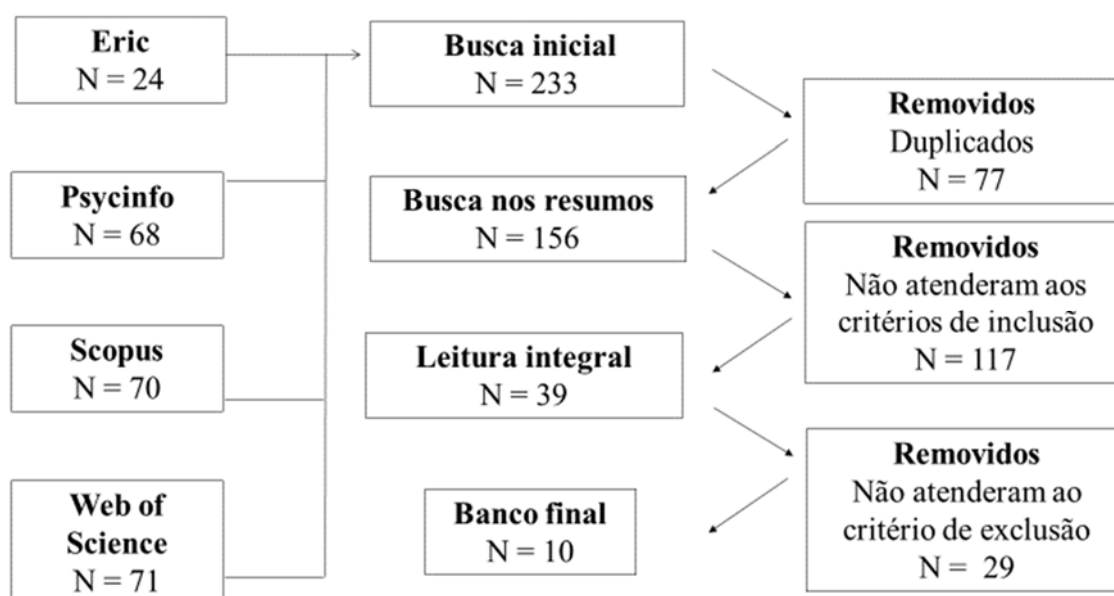 Eric
N = 24
Psycinfo
N = 68
Scopus
N = 70
Web of
Science
N = 71
Busca inicial
N = 233
Busca nos resumos
N = 156
Leitura integral
N = 39
Banco final
N = 10
Removidos
Duplicados
N = 77
Removidos
Não atenderam aos
critérios de inclusão
N = 117
Removidos
Não atenderam ao
critério de exclusão
N = 29